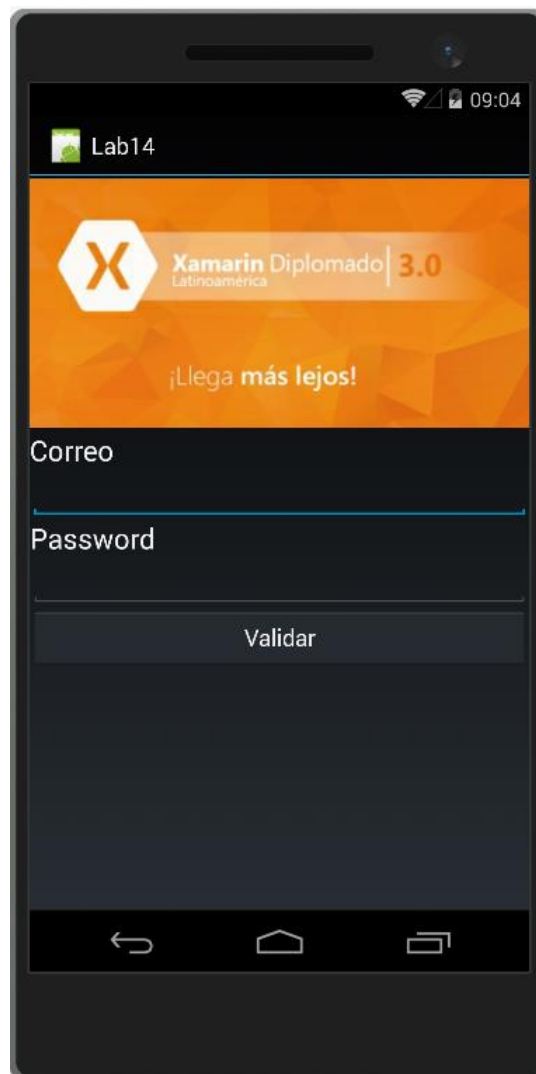 09:04
Lab14
X
Xamarin Diplomado 3.0
Latinoamérica
¡Llega más lejos!
Correo
Password
Validar